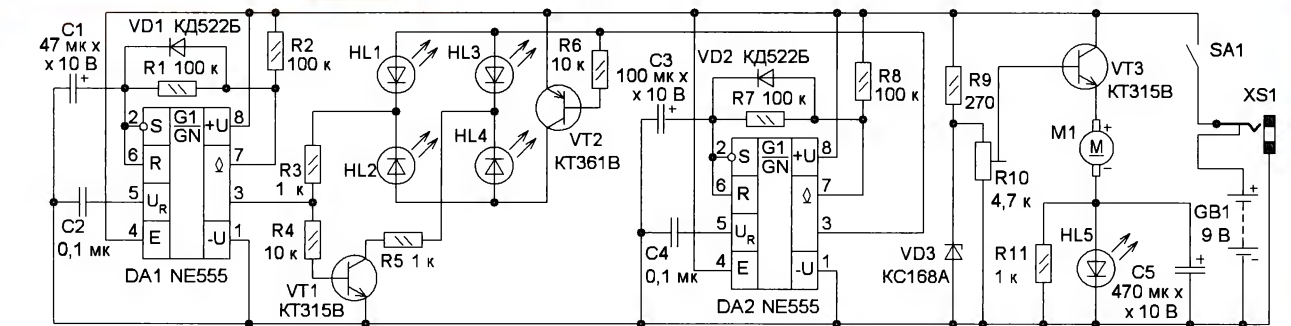 C1
47 мк х
х 10 В
VD1 КД522Б
R1 100 к
R2
100 к
2
S
G1
GN
+U
8
6
R
7
5
UR
3
4
E
-U
1
C2
0,1 мк
DA1 NE555
R3
1 к
R4
10 к
VT1
КТ315В
R5 1 к
HL1
HL2
HL3
HL4
R6
10 к
VT2
КТ361В
C3
100 мк х
х 10 В
VD2 КД522Б
R7 100 к
R8
100 к
2
S
G1
GN
+U
8
6
R
7
5
UR
3
4
E
-U
1
C4
0,1 мк
DA2 NE555
R9
270
VD3
КС168А
R10
4,7 к
VT3
КТ315В
M1
+
M
–
R11
1 к
HL5
C5
470 мк х
х 10 В
SA1
XS1
GB1
9 В